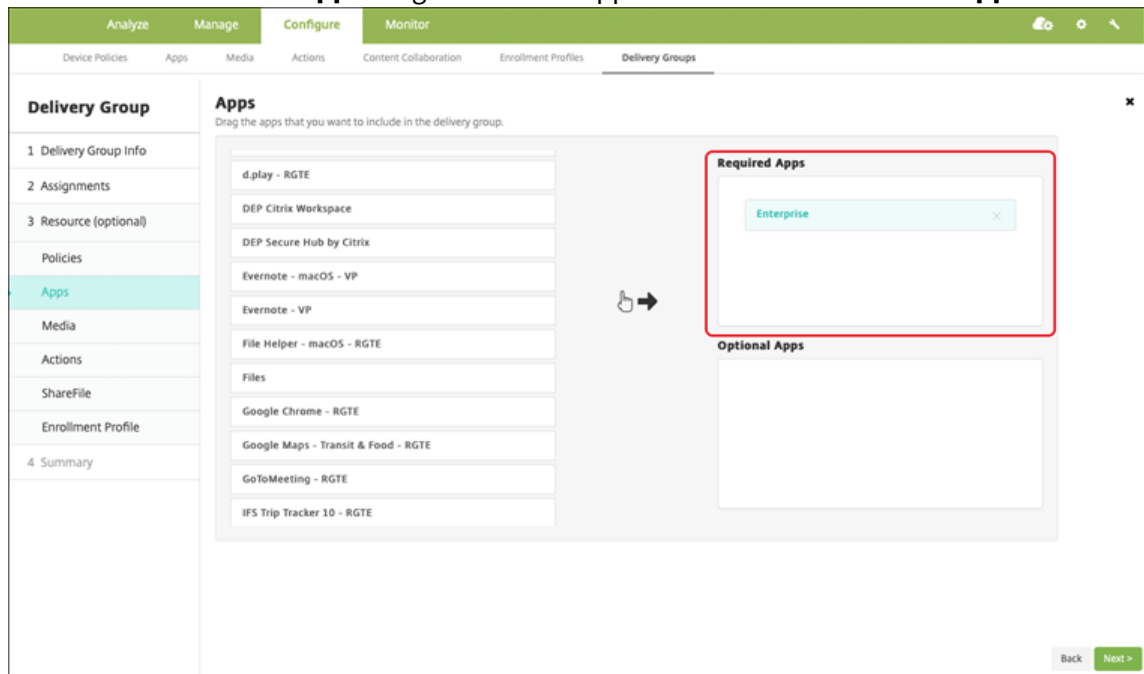 Analyze Manage Configure Monitor
Device Policies Apps Media Actions Content Collaboration Enrollment Profiles Delivery Groups
Delivery Group
1 Delivery Group Info
2 Assignments
3 Resource (optional)
Policies
Apps
Media
Actions
ShareFile
Enrollment Profile
4 Summary
Apps
Drag the apps that you want to include in the delivery group.
d.play - RGTE
DEP Citrix Workspace
DEP Secure Hub by Citrix
Evernote - macOS - VP
Evernote - VP
File Helper - macOS - RGTE
Files
Google Chrome - RGTE
Google Maps - Transit & Food - RGTE
GoToMeeting - RGTE
IFS Trip Tracker 10 - RGTE
Required Apps
Enterprise
Optional Apps
Back Next >